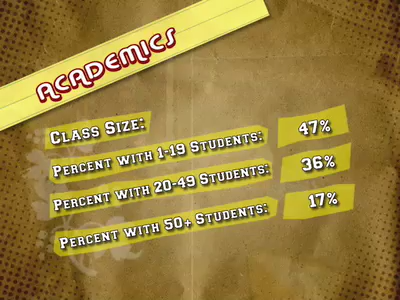 Academics
Class Size:
Percent with 1-19 Students: 47%
Percent with 20-49 Students: 36%
Percent with 50+ Students: 17%